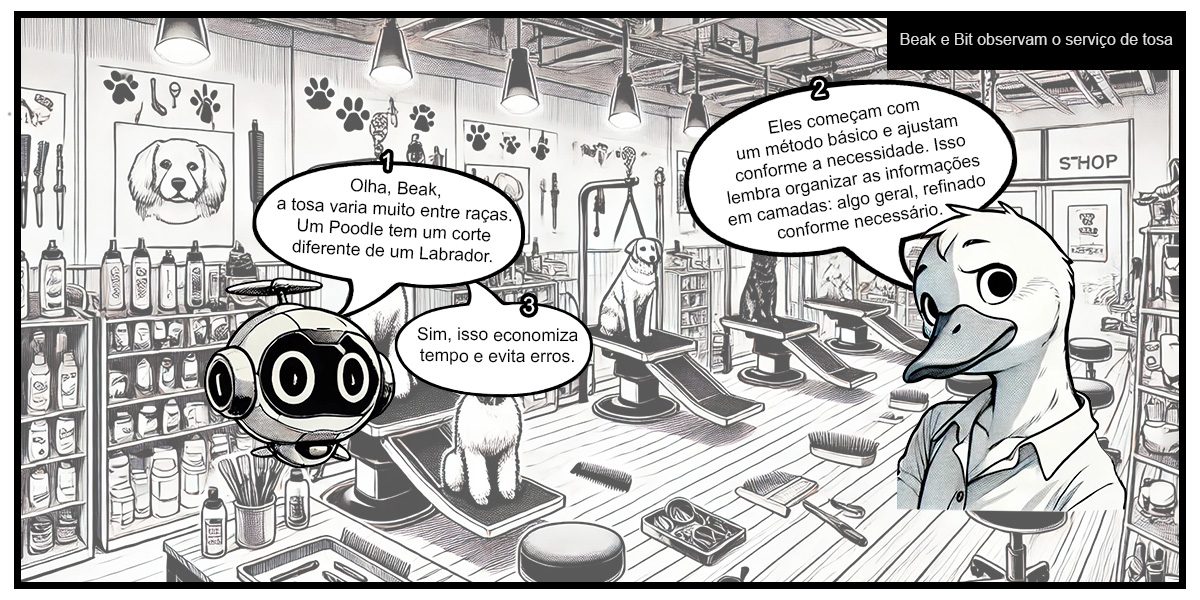 Beak e Bit observam o serviço de tosa
1
Olha, Beak,
a tosa varia muito entre raças.
Um Poodle tem um corte
diferente de um Labrador.
2
Eles começam com
um método básico e ajustam
conforme a necessidade. Isso
lembra organizar as informações
em camadas: algo geral, refinado
conforme necessário.
3
Sim, isso economiza
tempo e evita erros.
SHOP